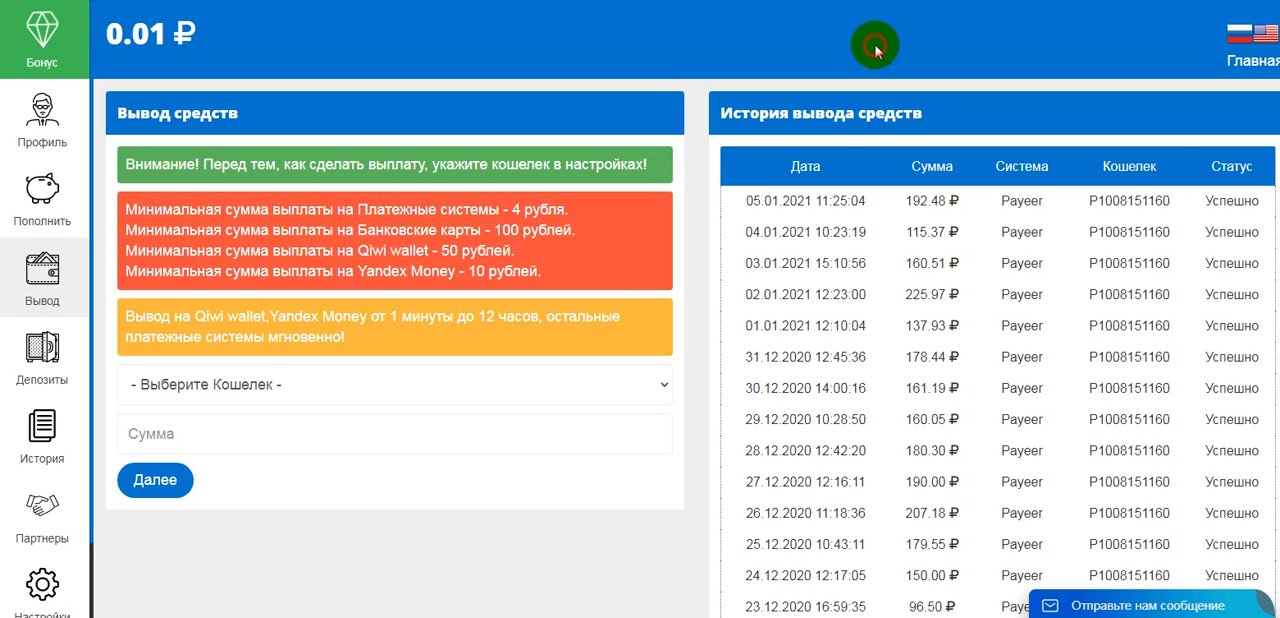 Бонус
Профиль
Пополнить
Вывод
Депозиты
История
Партнеры
Настройки
0.01 ₽
Главная
Вывод средств
Внимание! Перед тем, как сделать выплату, укажите кошелек в настройках!
Минимальная сумма выплаты на Платежные системы - 4 рубля.
Минимальная сумма выплаты на Банковские карты - 100 рублей.
Минимальная сумма выплаты на Qiwi wallet - 50 рублей.
Минимальная сумма выплаты на Yandex Money - 10 рублей.
Вывод на Qiwi wallet,Yandex Money от 1 минуты до 12 часов, остальные
платежные системы мгновенно!
- Выберите Кошелек -
Сумма
Далее
История вывода средств
Дата Сумма Система Кошелек Статус
05.01.2021 11:25:04 192.48 ₽ Payeer P1008151160 Успешно
04.01.2021 10:23:19 115.37 ₽ Payeer P1008151160 Успешно
03.01.2021 15:10:56 160.51 ₽ Payeer P1008151160 Успешно
02.01.2021 12:23:00 225.97 ₽ Payeer P1008151160 Успешно
01.01.2021 12:10:04 137.93 ₽ Payeer P1008151160 Успешно
31.12.2020 12:45:36 178.44 ₽ Payeer P1008151160 Успешно
30.12.2020 14:00:16 161.19 ₽ Payeer P1008151160 Успешно
29.12.2020 10:28:50 160.05 ₽ Payeer P1008151160 Успешно
28.12.2020 12:42:20 180.30 ₽ Payeer P1008151160 Успешно
27.12.2020 12:16:11 190.00 ₽ Payeer P1008151160 Успешно
26.12.2020 11:18:36 207.18 ₽ Payeer P1008151160 Успешно
25.12.2020 10:43:11 179.55 ₽ Payeer P1008151160 Успешно
24.12.2020 12:17:05 150.00 ₽ Payeer P1008151160 Успешно
23.12.2020 16:59:35 96.50 ₽ Paye
Отправьте нам сообщение